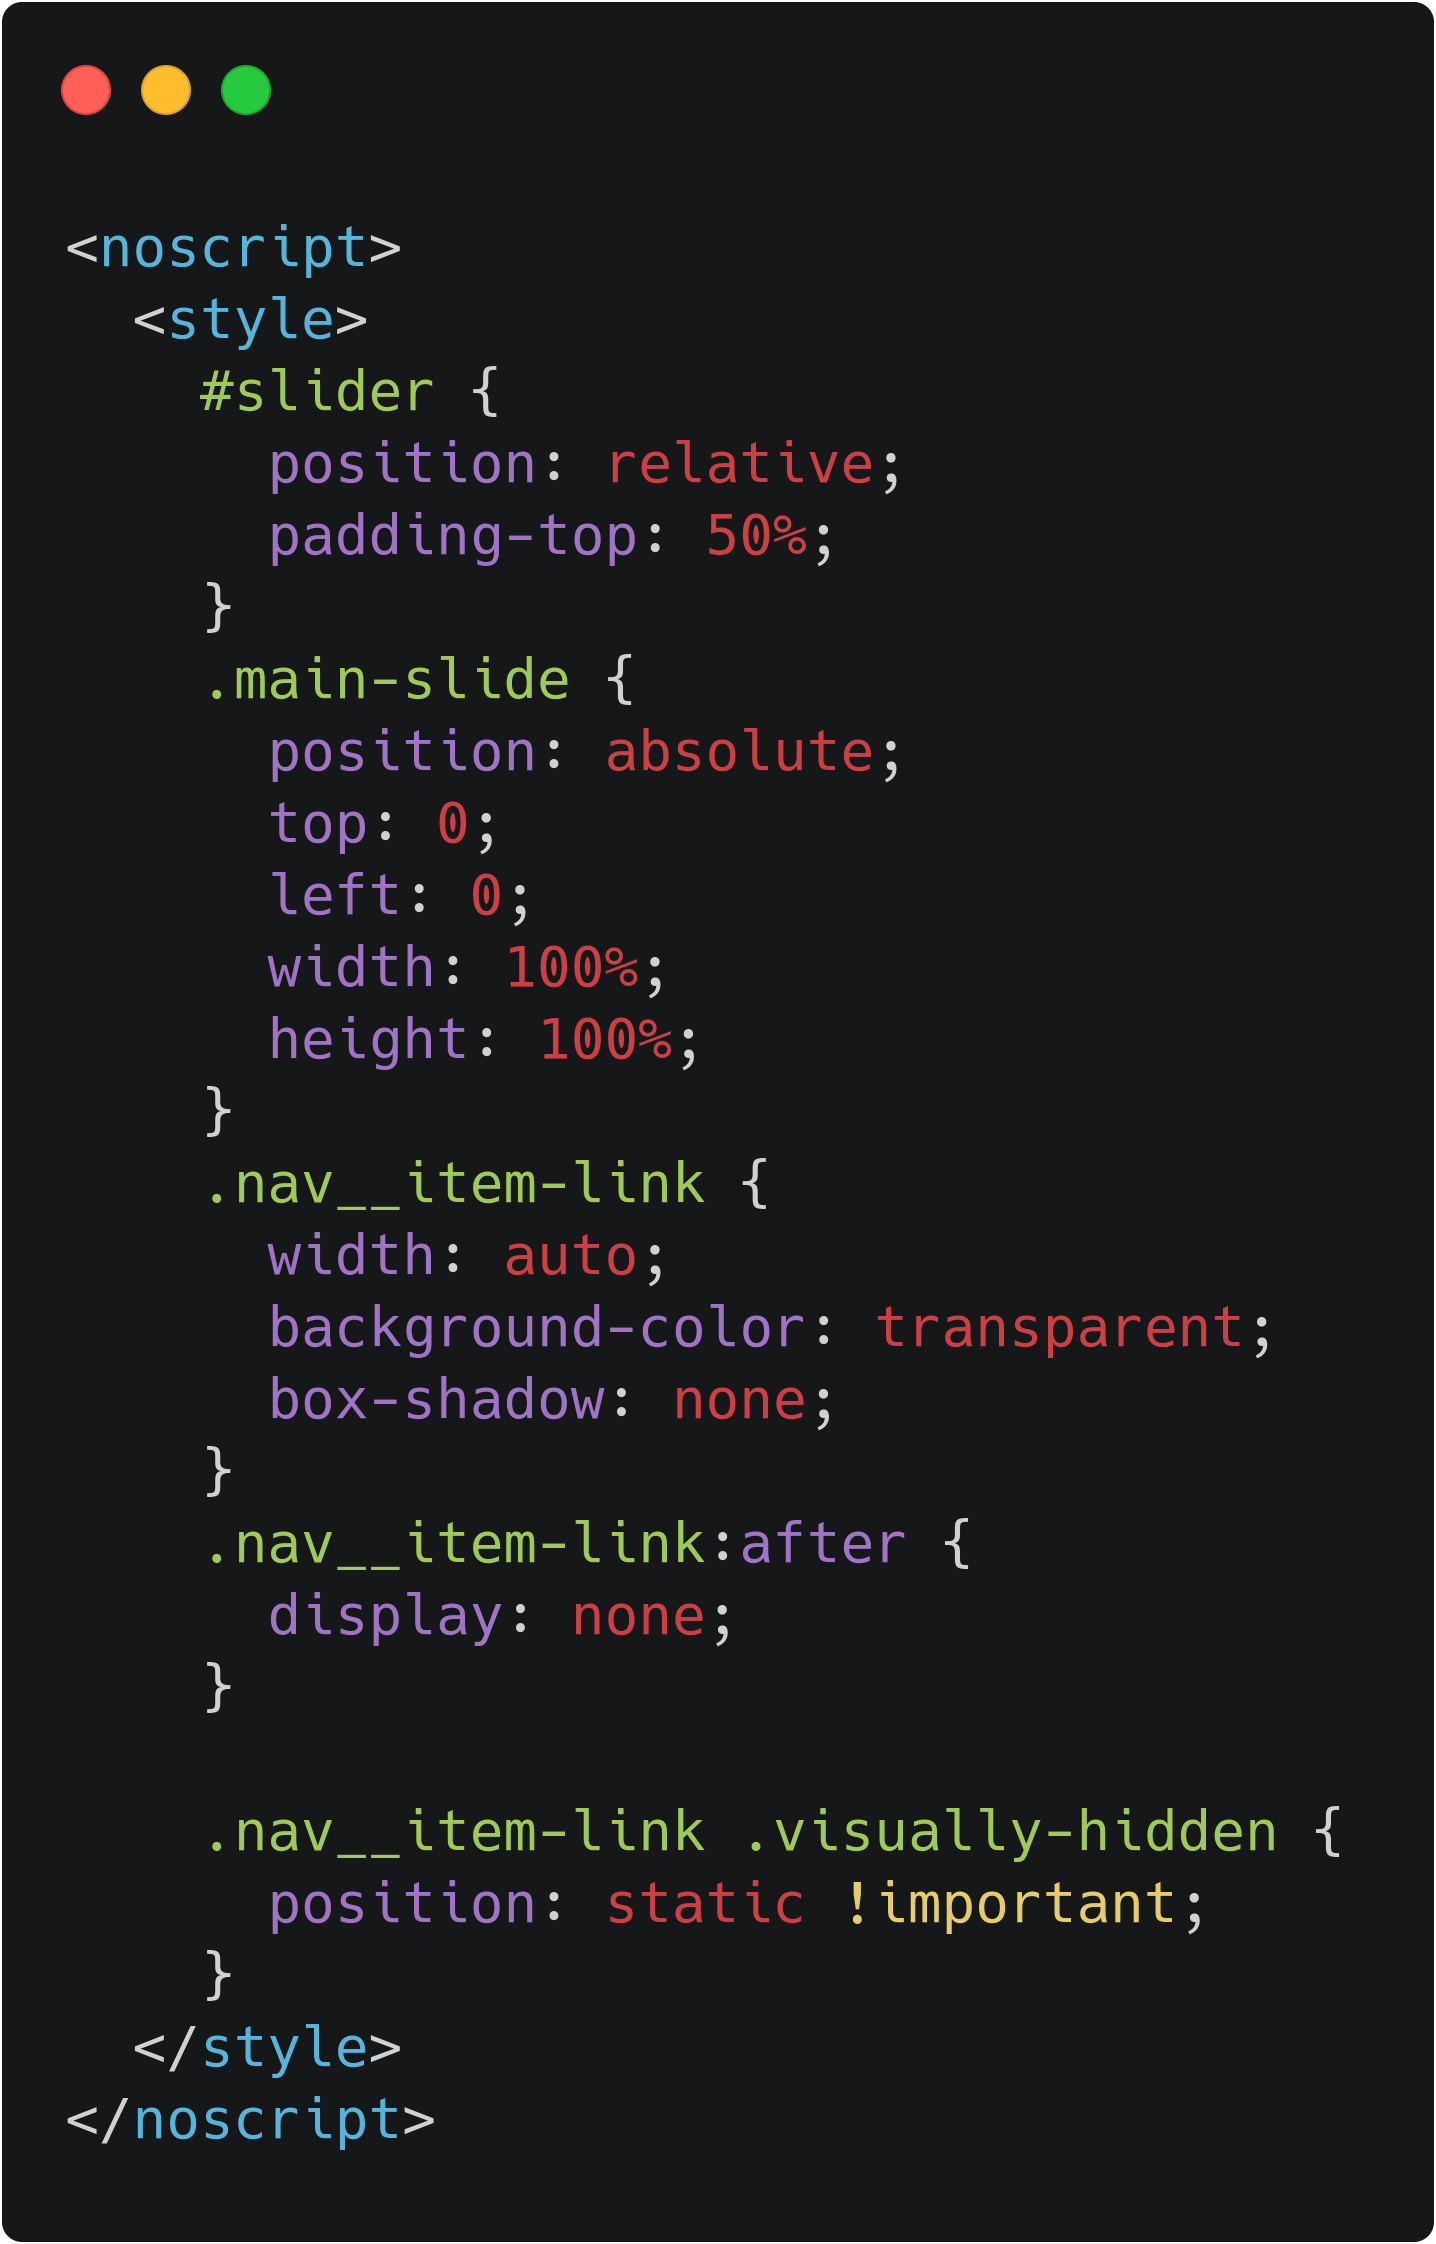 <noscript>
  <style>
    #slider {
      position: relative;
      padding-top: 50%;
    }
    .main-slide {
      position: absolute;
      top: 0;
      left: 0;
      width: 100%;
      height: 100%;
    }
    .nav__item-link {
      width: auto;
      background-color: transparent;
      box-shadow: none;
    }
    .nav__item-link:after {
      display: none;
    }

    .nav__item-link .visually-hidden {
      position: static !important;
    }
  </style>
</noscript>